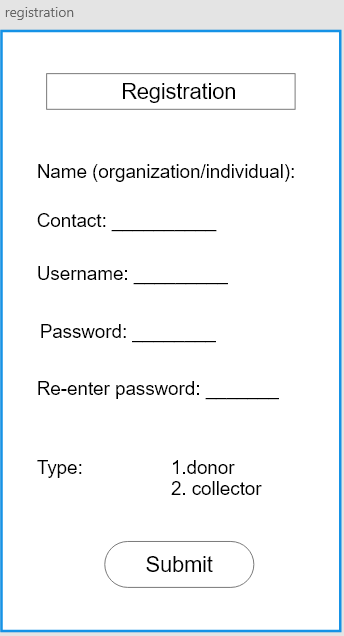 registration
Registration
Name (organization/individual):
Contact: __________
Username: _________
Password: ________
Re-enter password: _______
Type: 1.donor
2. collector
Submit